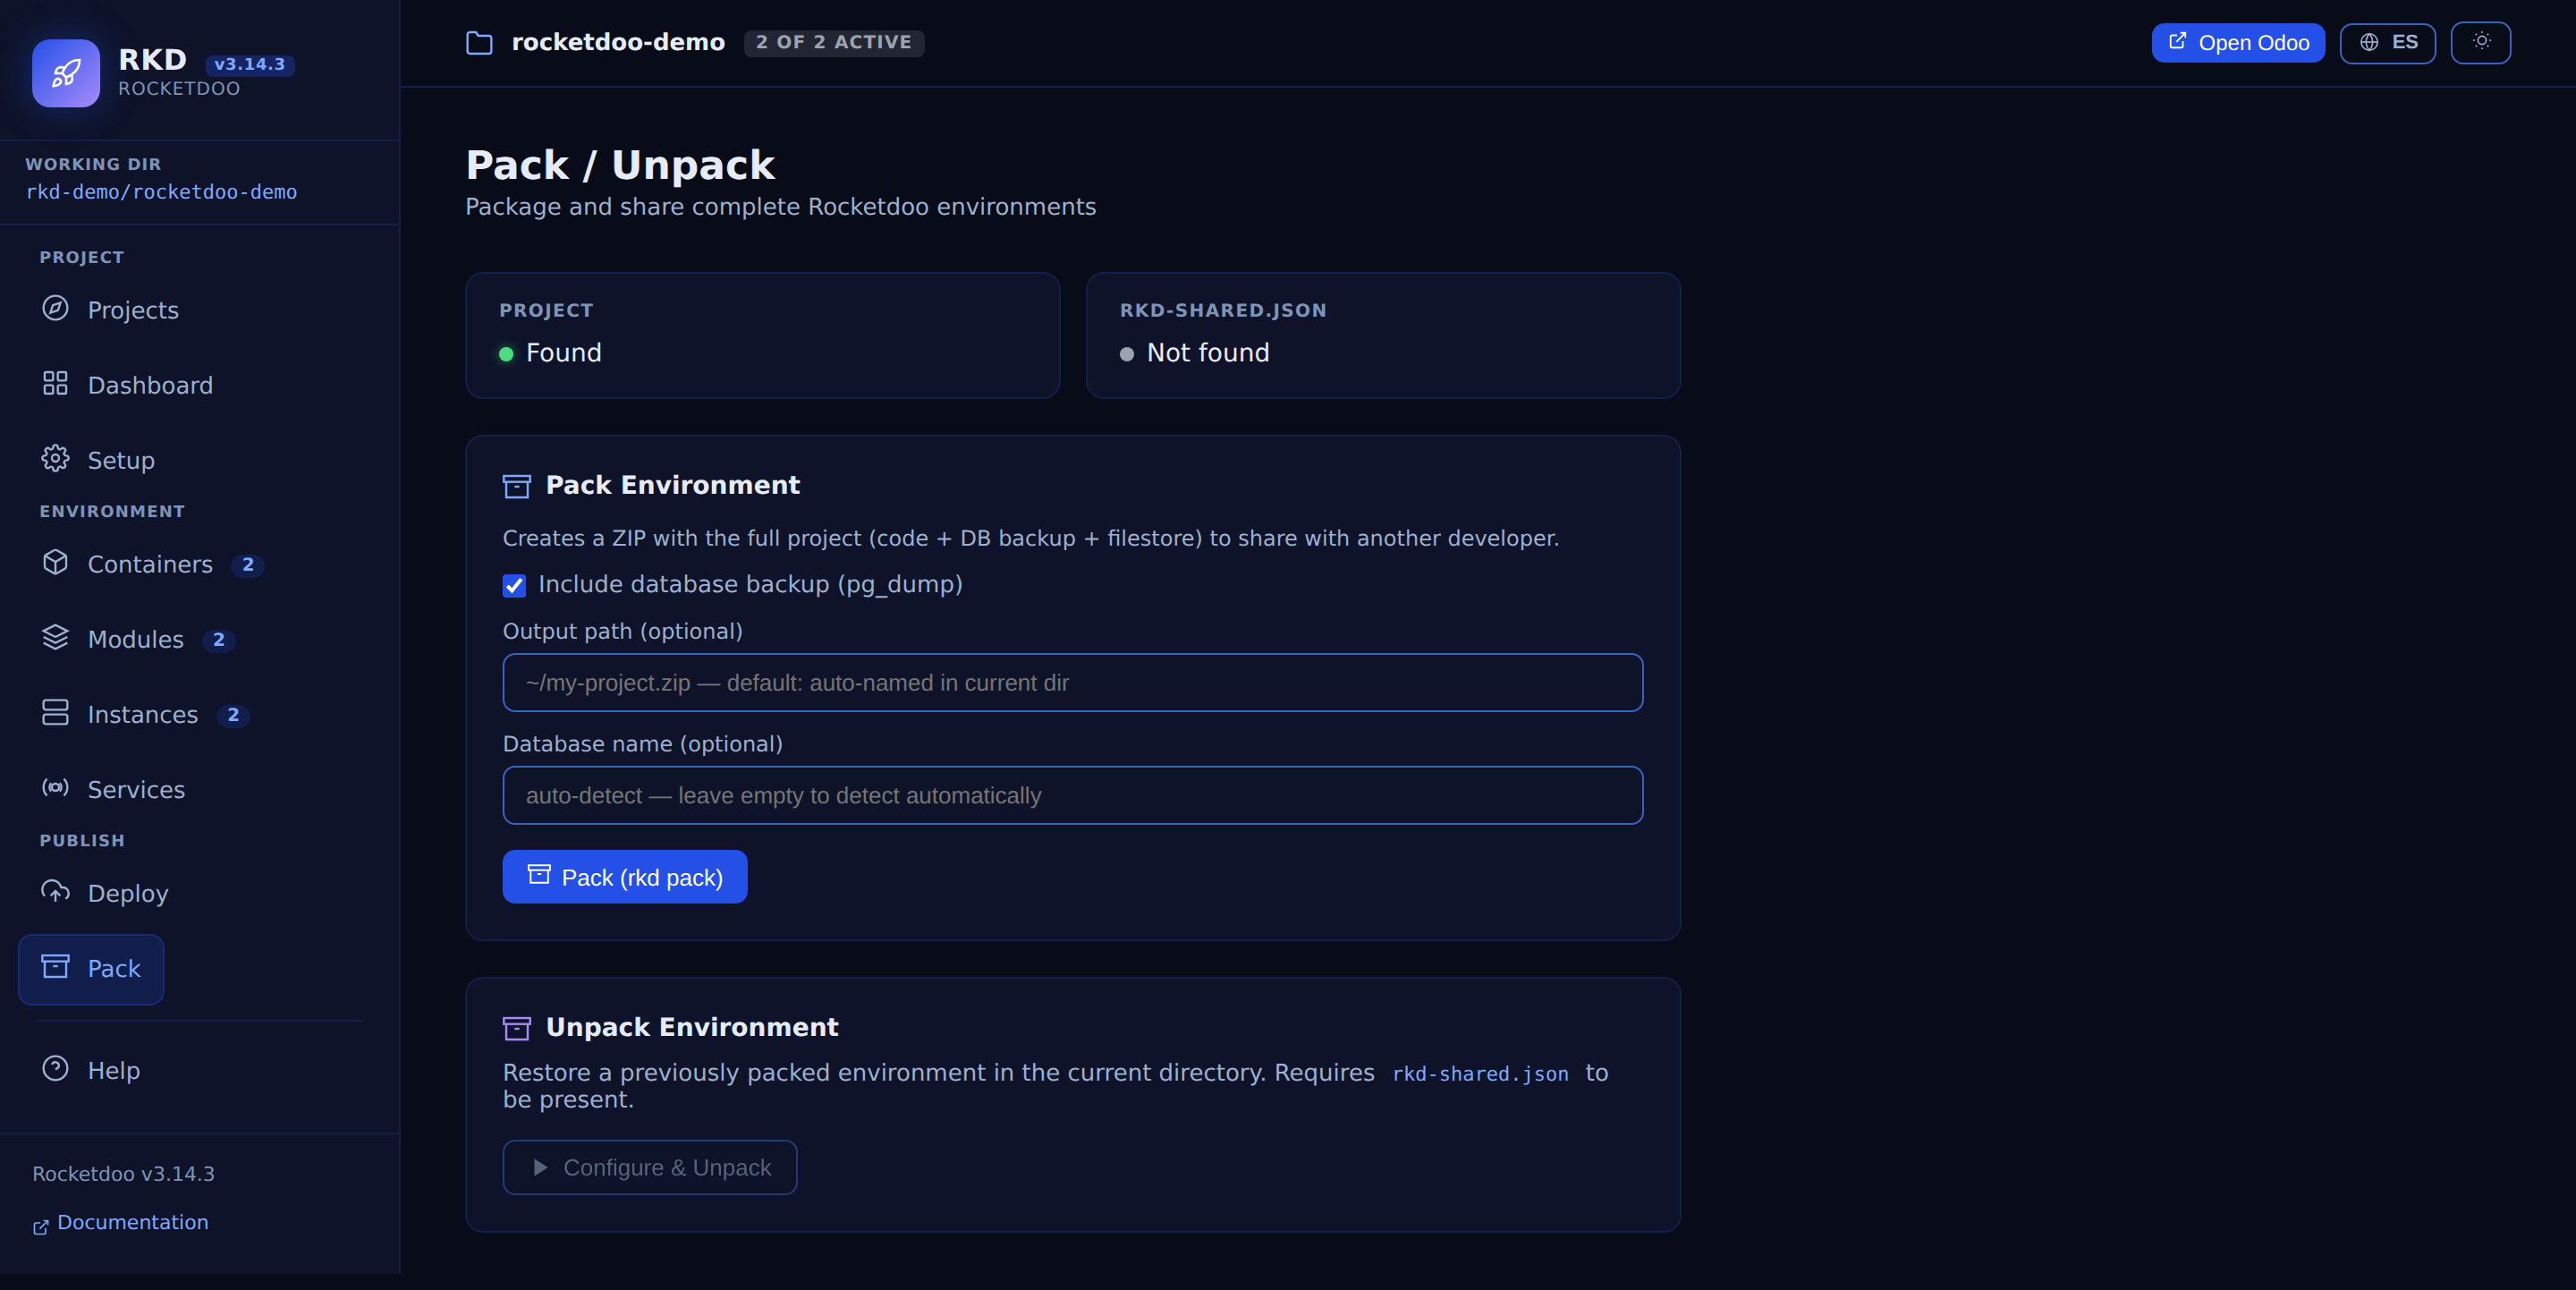 RKD v3.14.3
ROCKETDOO
WORKING DIR
rkd-demo/rocketdoo-demo
PROJECT
Projects
Dashboard
Setup
ENVIRONMENT
Containers 2
Modules 2
Instances 2
Services
PUBLISH
Deploy
Pack
Help
Rocketdoo v3.14.3
Documentation
rocketdoo-demo 2 OF 2 ACTIVE
Open Odoo
ES
Pack / Unpack
Package and share complete Rocketdoo environments
PROJECT
Found
RKD-SHARED.JSON
Not found
Pack Environment
Creates a ZIP with the full project (code + DB backup + filestore) to share with another developer.
Include database backup (pg_dump)
Output path (optional)
~/my-project.zip — default: auto-named in current dir
Database name (optional)
auto-detect — leave empty to detect automatically
Pack (rkd pack)
Unpack Environment
Restore a previously packed environment in the current directory. Requires rkd-shared.json to
be present.
Configure & Unpack